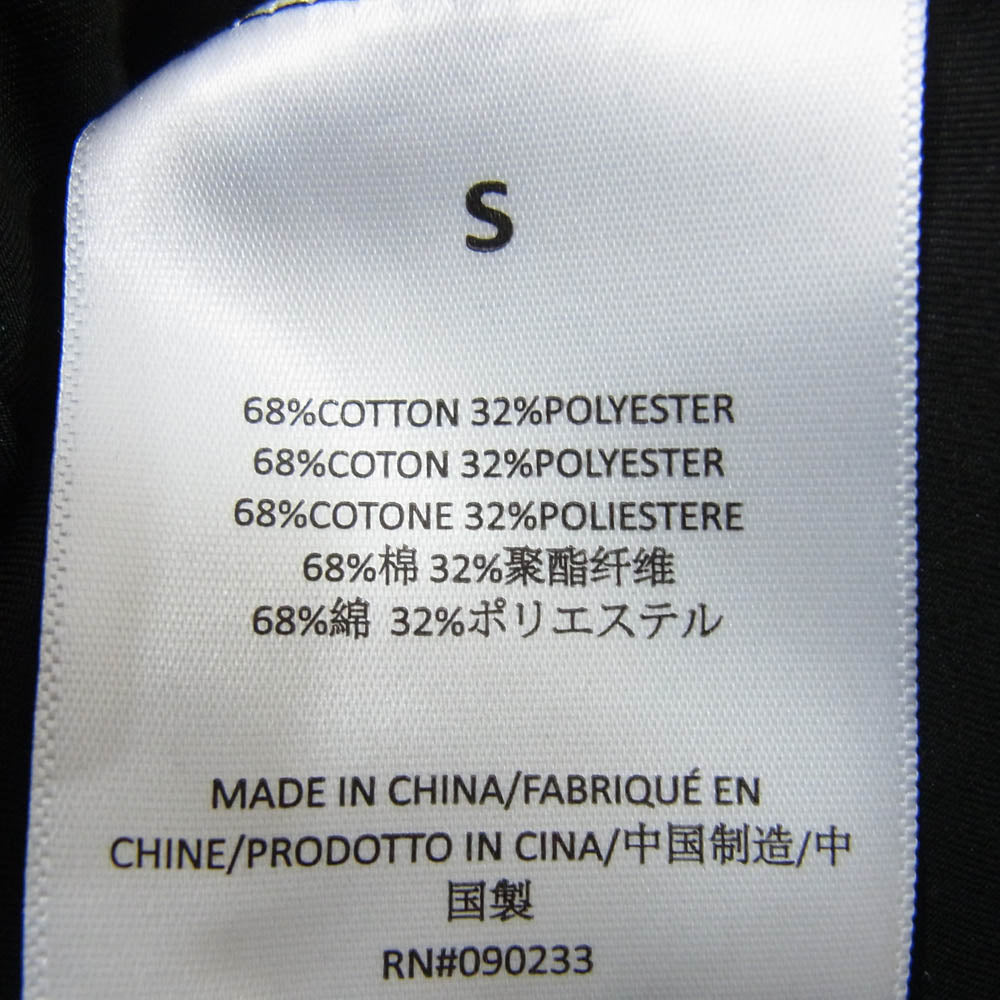 S
68%COTTON 32%POLYESTER
68%COTON 32%POLYESTER
68%COTONE 32%POLIESTERE
68%棉 32%聚酯纤维
68%綿 32%ポリエステル
MADE IN CHINA/FABRIQUÉ EN
CHINE/PRODOTTO IN CINA/中国制造/中
国製
RN#090233